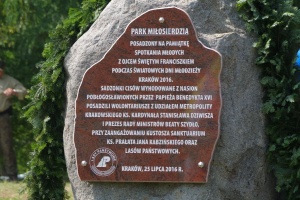 PARK MIŁOSIERDZIA
POSADZONY NA PAMIĄTKĘ
SPOTKANIA MŁODYCH
Z OJCEM ŚWIĘTYM FRANCISZKIEM
PODCZAS ŚWIATOWYCH DNI MŁODZIEŻY
KRAKÓW 2016.
SADZONKI CISÓW WYHODOWANE Z NASION
POBŁOGOSŁAWIONYCH PRZEZ PAPIEŻA BENEDYKTA XVI
POSADZILI WOLONTARIUSZE Z UDZIAŁEM METROPOLITY
KRAKOWSKIEGO KS. KARDYNAŁA STANISŁAWA DZIWISZA
I PREZES RADY MINISTRÓW BEATY SZYDŁO,
PRZY ZAANGAŻOWANIU KUSTOSZA SANKTUARIUM
KS. PRAŁATA JANA KABZIŃSKIEGO ORAZ
LASÓW PAŃSTWOWYCH.
KRAKÓW, 25 LIPCA 2016 R.